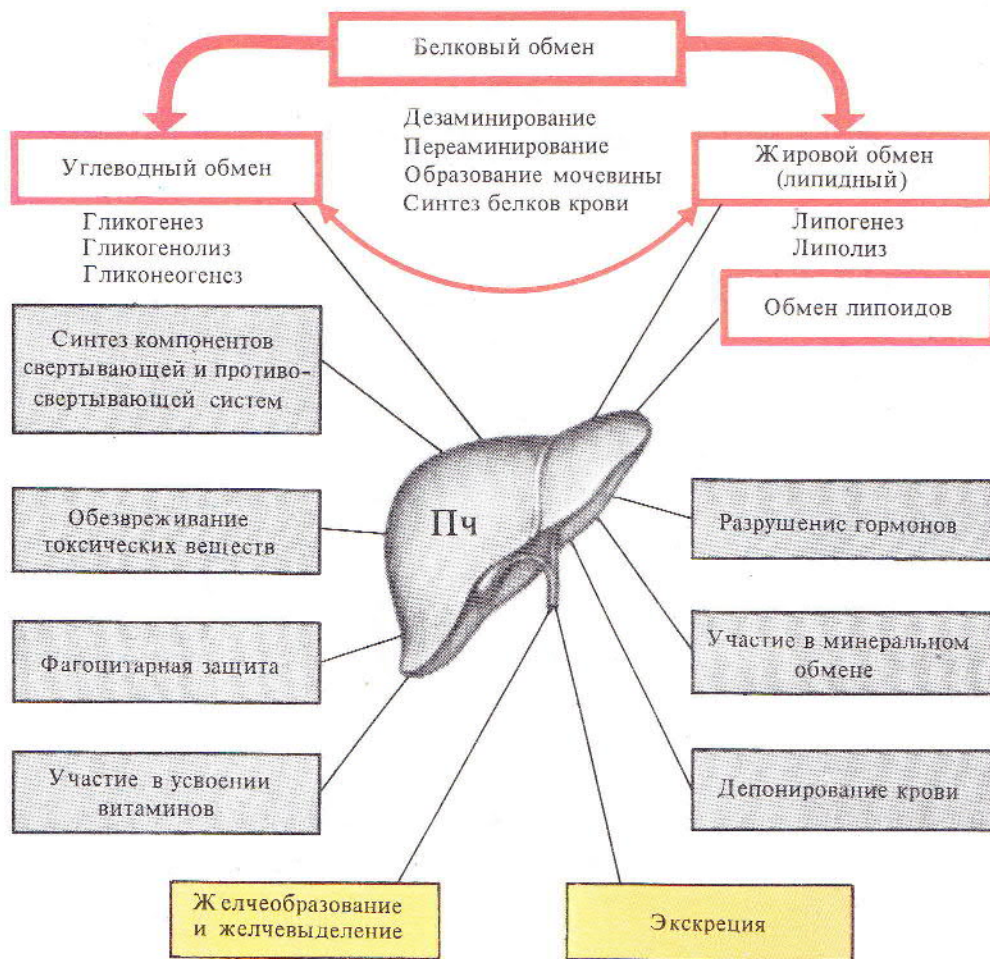 Белковый обмен
Дезаминирование
Переаминирование
Образование мочевины
Синтез белков крови
Углеводный обмен
Гликогенез
Гликогенолиз
Гликонеогенез
Жировой обмен
(липидный)
Липогенез
Липолиз
Обмен липоидов
Синтез компонентов
свертывающей и противо-
свертывающей систем
Пч
Обезвреживание
токсических веществ
Разрушение гормонов
Фагоцитарная защита
Участие в минеральном
обмене
Участие в усвоении
витаминов
Депонирование крови
Желчеобразование
и желчевыделение
Экскреция